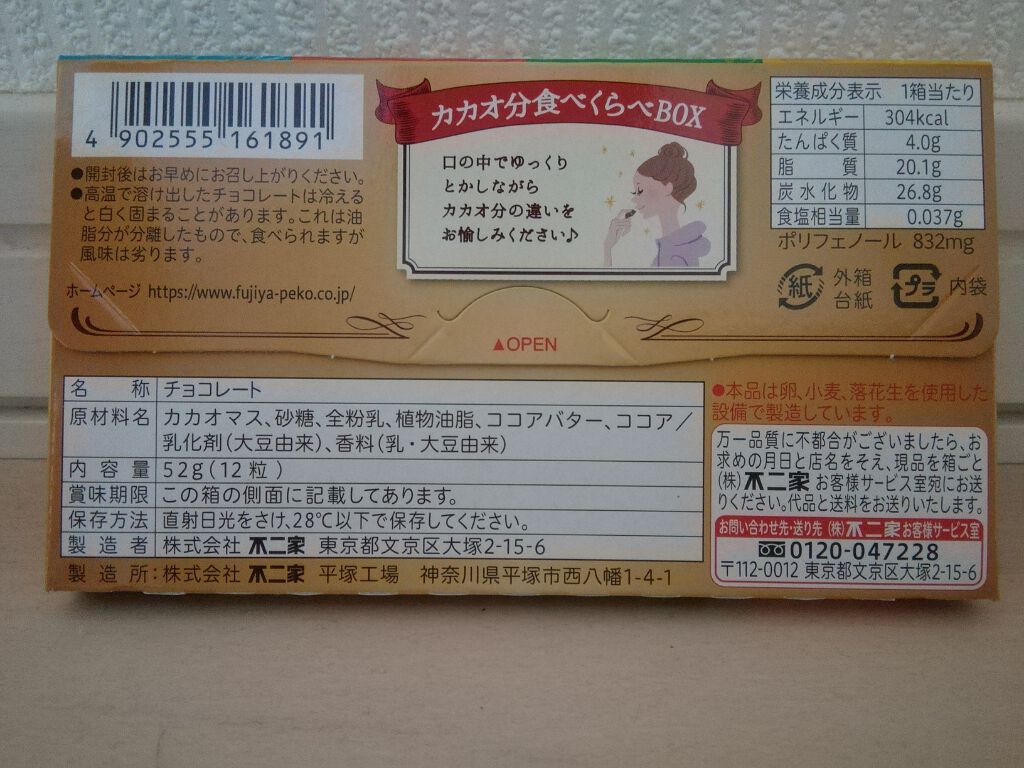 4 902555 161891
●開封後はお早めにお召し上がりください。
●高温で溶け出したチョコレートは冷える
と白く固まることがあります。これは油
脂分が分離したもので、食べられますが
風味は劣ります。
ホームページ https://www.fujiya-peko.co.jp/
カカオ分食べくらべBOX
口の中でゆっくり
とかしながら
カカオ分の違いを
お愉しみください♪
栄養成分表示 1箱当たり
エネルギー 304kcal
たんぱく質 4.0g
脂質 20.1g
炭水化物 26.8g
食塩相当量 0.037g
ポリフェノール 832mg
紙 外箱
台紙
プラ 内袋
▲OPEN
名称 チョコレート
原材料名 カカオマス、砂糖、全粉乳、植物油脂、ココアバター、ココア／
乳化剤(大豆由来)、香料(乳・大豆由来)
内容量 52g(12粒)
賞味期限 この箱の側面に記載してあります。
保存方法 直射日光をさけ、28℃以下で保存してください。
製造者 株式会社 不二家 東京都文京区大塚2-15-6
製造所:株式会社 不二家 平塚工場 神奈川県平塚市西八幡1-4-1
●本品は卵、小麦、落花生を使用した
設備で製造しています。
万一品質に不都合がございましたら、お
求めの月日と店名をそえ、現品を箱ごと
(株)不二家 お客様サービス室宛にお送
りください。代品と送料をお送りいたします。
お問い合わせ先・送り先 (株)不二家お客様サービス室
0120-047228
〒112-0012 東京都文京区大塚2-15-6